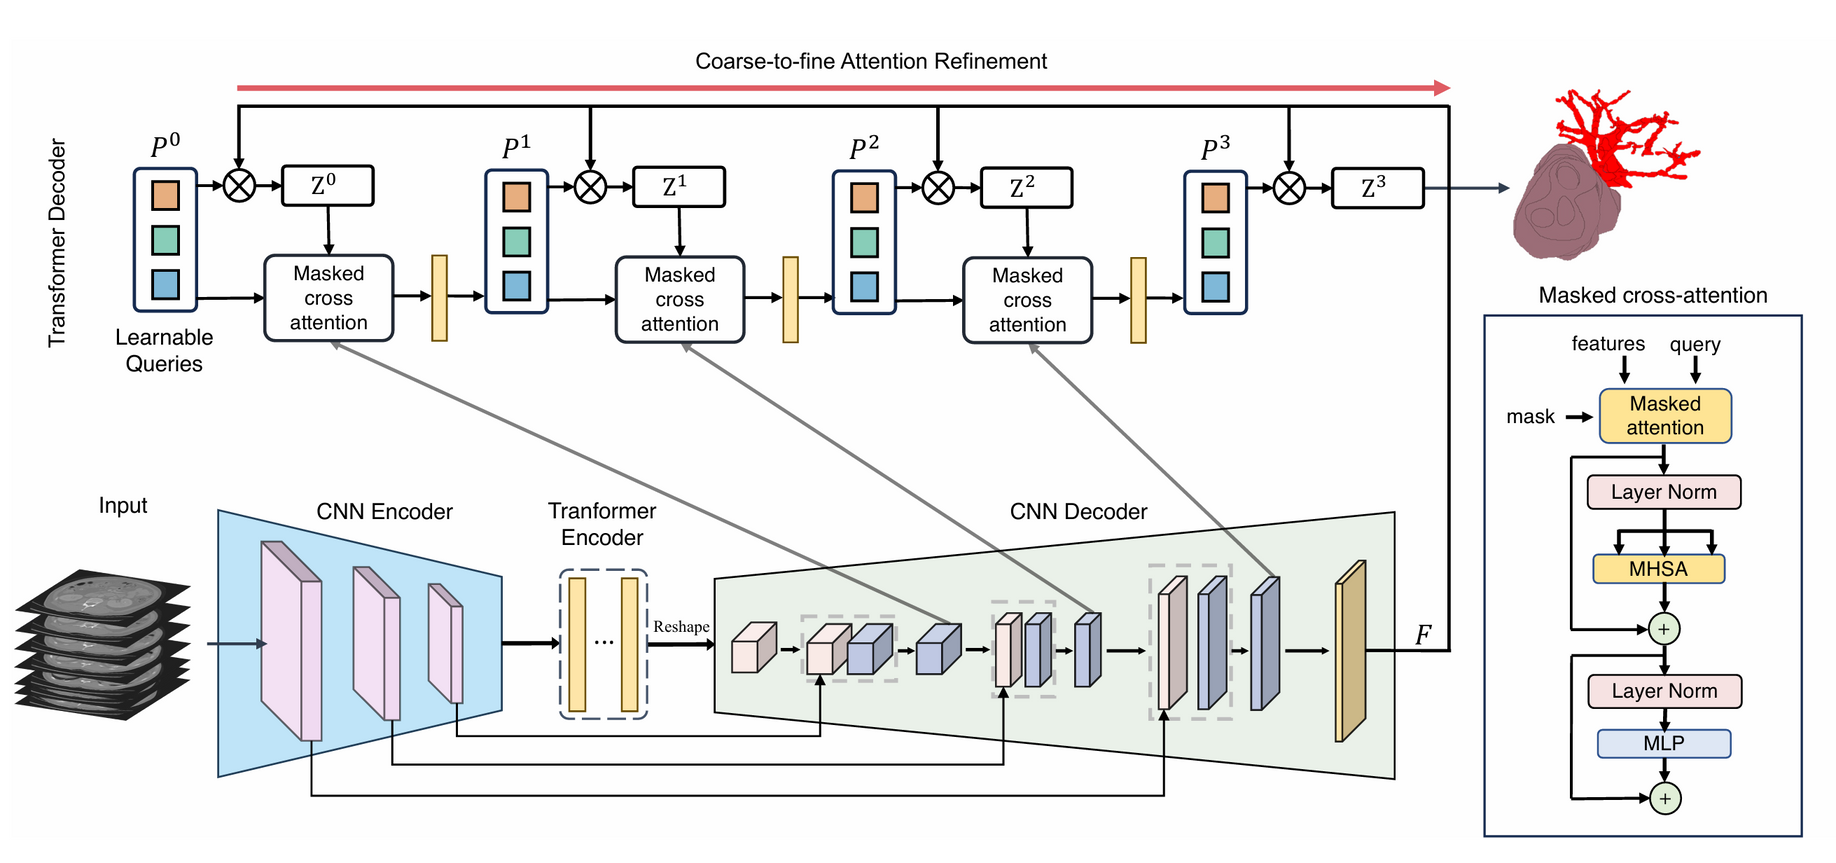 Coarse-to-fine Attention Refinement
Transformer Decoder
P⁰
Z⁰
P¹
Z¹
P²
Z²
P³
Z³
Masked
cross
attention
Masked
cross
attention
Masked
cross
attention
Learnable
Queries
Input
CNN Encoder
Tranformer
Encoder
...
Reshape
CNN Decoder
F
Masked cross-attention
features
query
mask
Masked
attention
Layer Norm
MHSA
+
Layer Norm
MLP
+